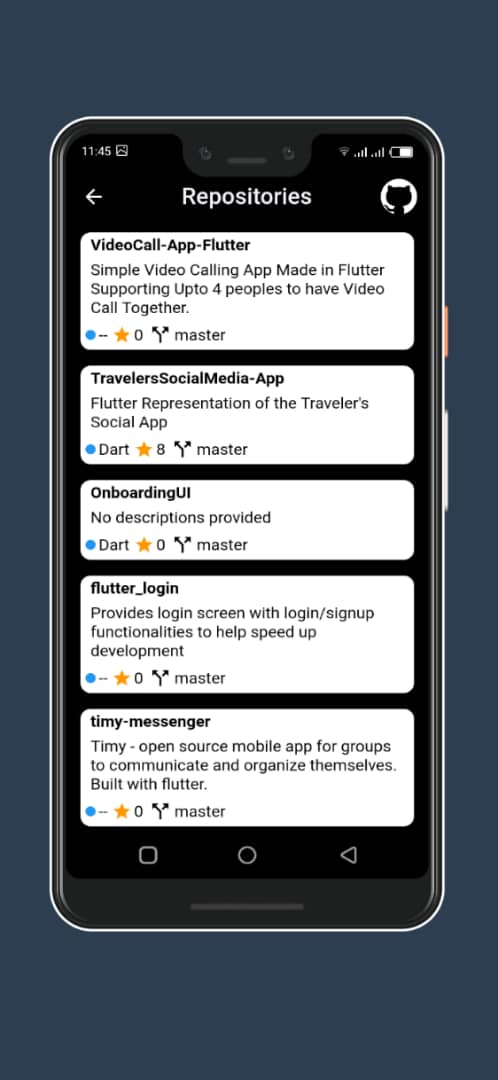 11:45
Repositories
VideoCall-App-Flutter
Simple Video Calling App Made in Flutter
Supporting Upto 4 peoples to have Video
Call Together.
-- 0 master
TravelersSocialMedia-App
Flutter Representation of the Traveler's
Social App
Dart 8 master
OnboardingUI
No descriptions provided
Dart 0 master
flutter_login
Provides login screen with login/signup
functionalities to help speed up
development
-- 0 master
timy-messenger
Timy - open source mobile app for groups
to communicate and organize themselves.
Built with flutter.
-- 0 master